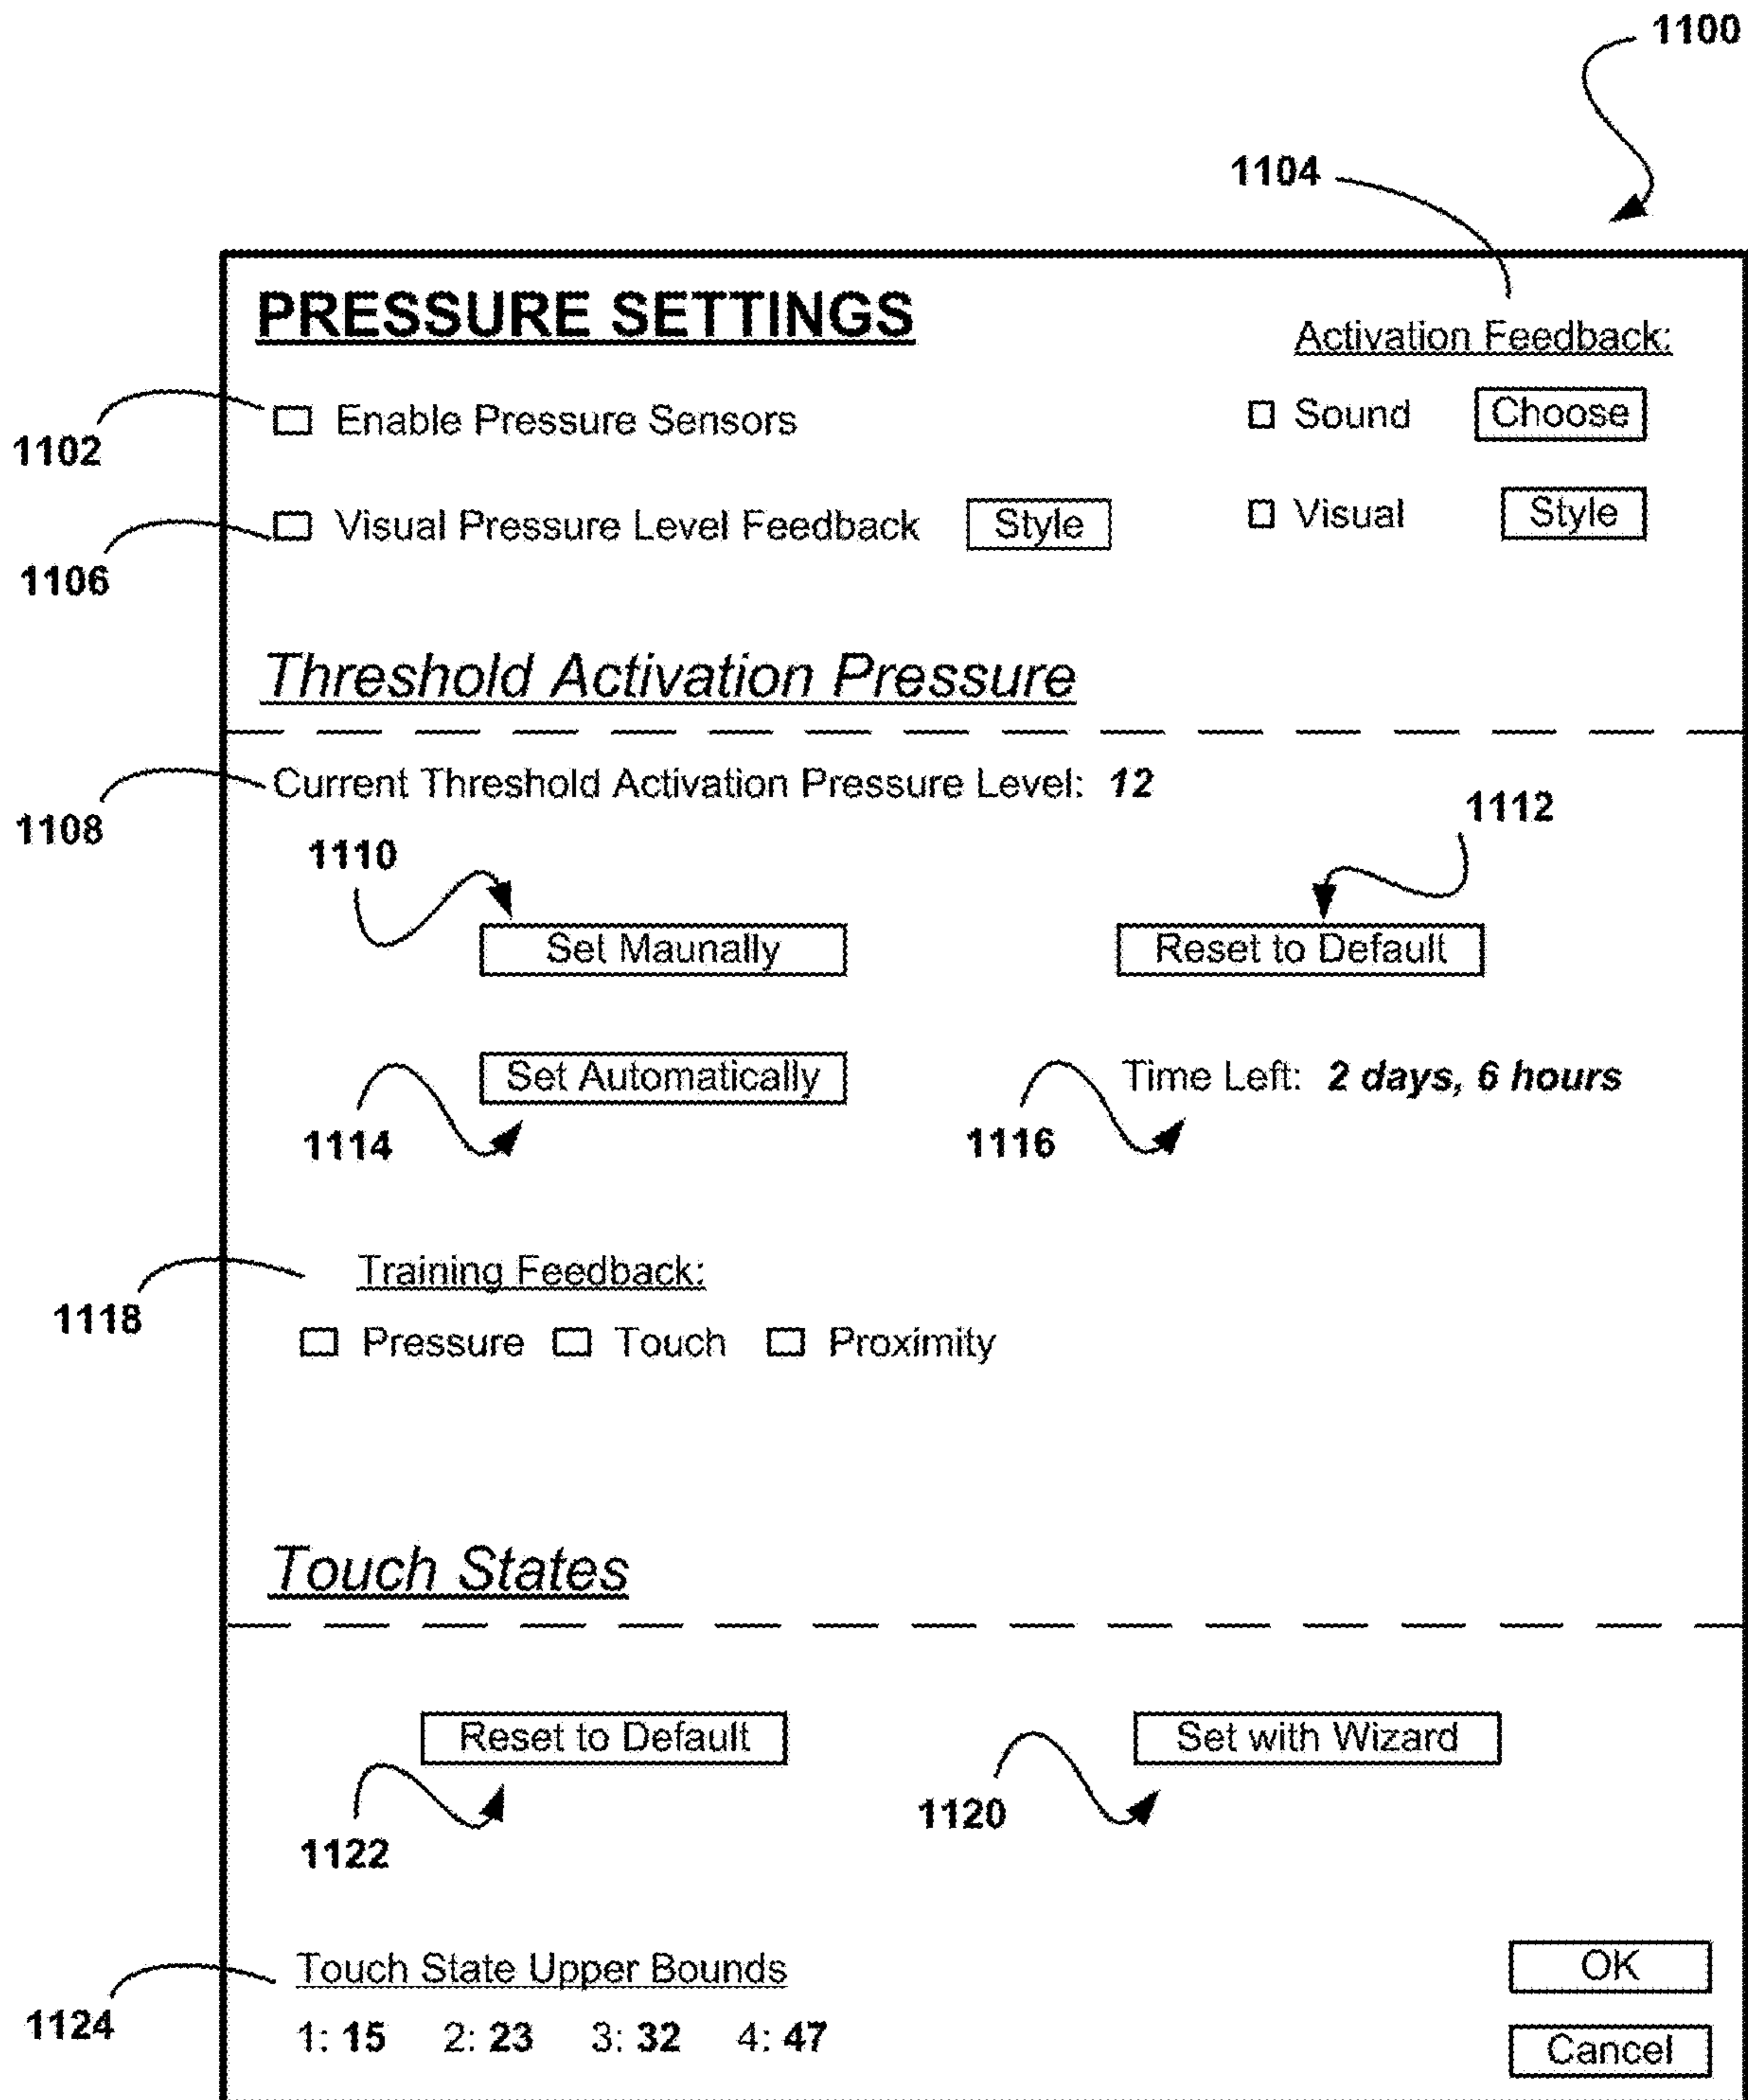 1100
1104
PRESSURE SETTINGS
Activation Feedback:
1102
Enable Pressure Sensors
Sound
Choose
1106
Visual Pressure Level Feedback
Style
Visual
Style
Threshold Activation Pressure
1108
Current Threshold Activation Pressure Level: 12
1110
1112
Set Maunally
Reset to Default
Set Automatically
Time Left: 2 days, 6 hours
1114
1116
1118
Training Feedback:
Pressure
Touch
Proximity
Touch States
Reset to Default
Set with Wizard
1122
1120
1124
Touch State Upper Bounds
1: 15 2: 23 3: 32 4: 47
OK
Cancel